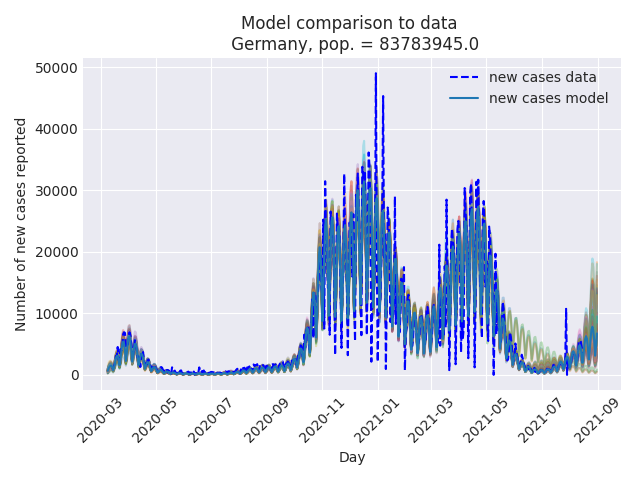 Model comparison to data
Germany, pop. = 83783945.0
Number of new cases reported
50000
40000
30000
20000
10000
0
new cases data
new cases model
2020-03
2020-05
2020-07
2020-09
2020-11
2021-01
2021-03
2021-05
2021-07
2021-09
Day